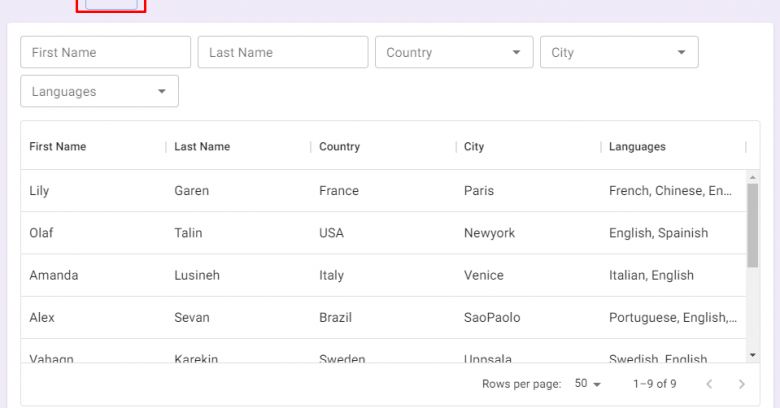 First Name Last Name Country City
Languages
First Name Last Name Country City Languages
Lily Garen France Paris French, Chinese, En...
Olaf Talin USA Newyork English, Spainish
Amanda Lusineh Italy Venice Italian, English
Alex Sevan Brazil SaoPaolo Portuguese, English,...
Vahagn Karekin Sweden Uppsala Swedish, English
Rows per page: 50 1–9 of 9